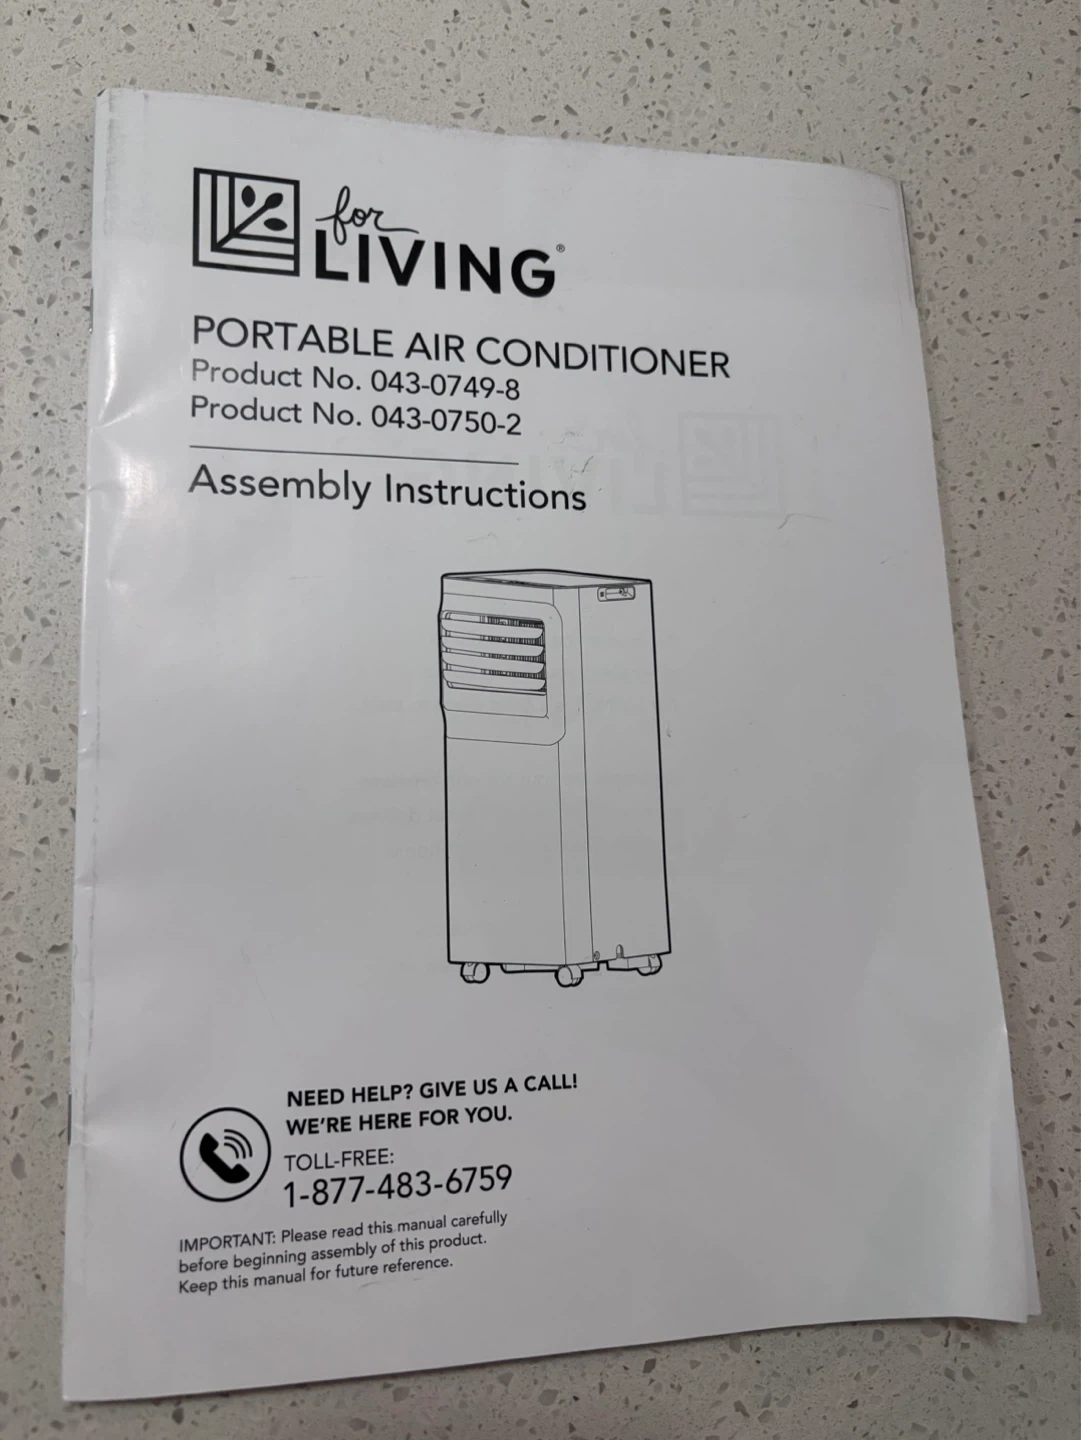 for
LIVING®
PORTABLE AIR CONDITIONER
Product No. 043-0749-8
Product No. 043-0750-2
Assembly Instructions
NEED HELP? GIVE US A CALL!
WE'RE HERE FOR YOU.
TOLL-FREE:
1-877-483-6759
IMPORTANT: Please read this manual carefully
before beginning assembly of this product.
Keep this manual for future reference.